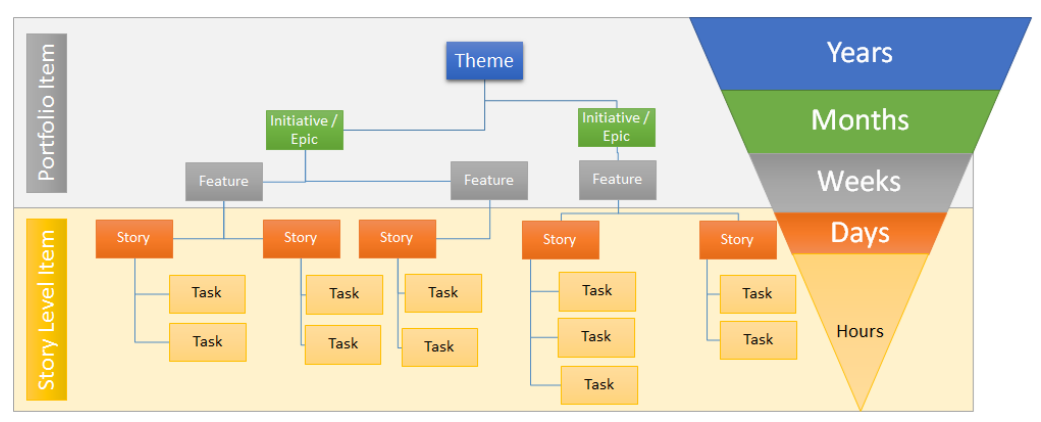 Portfolio Item
Theme
Years
Initiative /
Epic
Initiative /
Epic
Months
Feature
Feature
Feature
Weeks
Story Level Item
Story
Story
Story
Story
Story
Days
Task
Task
Task
Task
Task
Task
Task
Task
Task
Task
Task
Hours